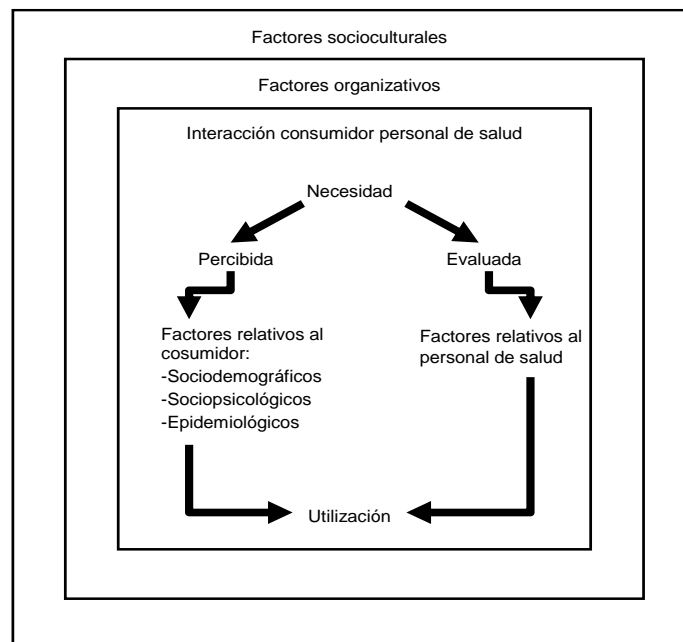 Factores socioculturales
Factores organizativos
Interacción consumidor personal de salud
Necesidad
Percibida
Evaluada
Factores relativos al
cosumidor:
-Sociodemográficos
-Sociopsicológicos
-Epidemiológicos
Factores relativos al
personal de salud
Utilización